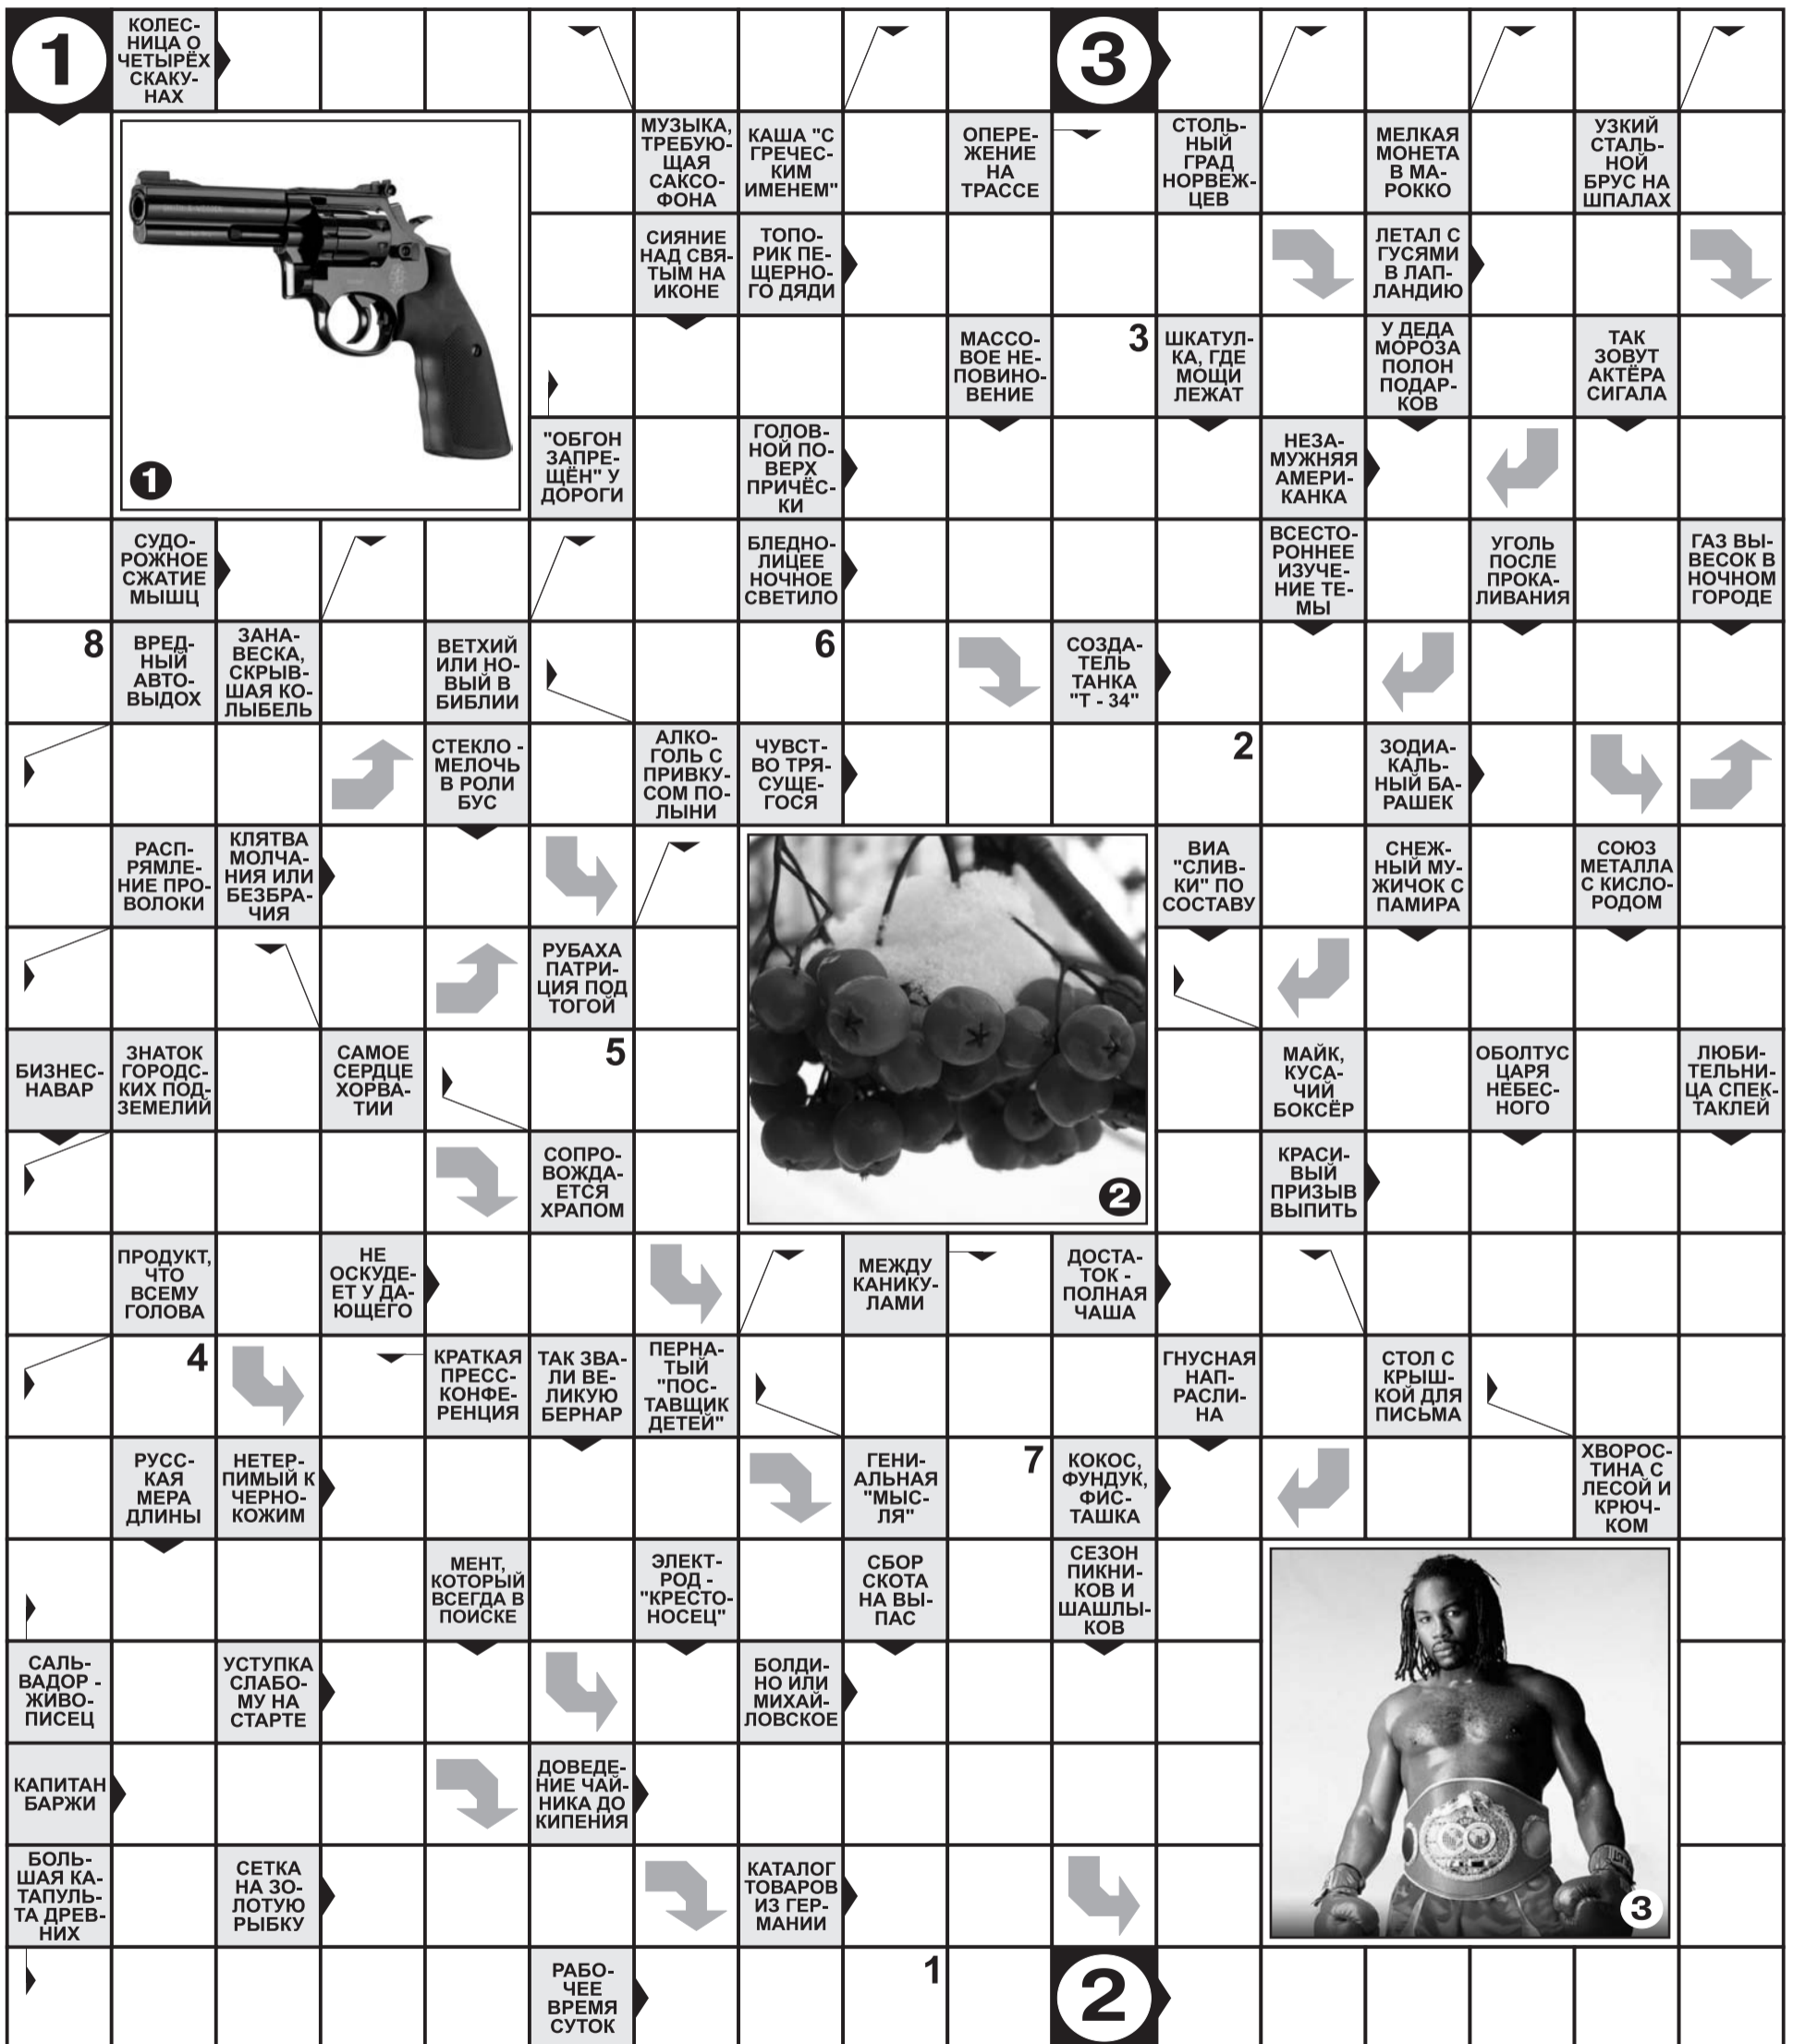 1
КОЛЕС-
НИЦА О
ЧЕТЫРЁХ
СКАКУ-
НАХ
3
МУЗЫКА,
ТРЕБУЮ-
ЩАЯ
САКСО-
ФОНА
КАША "С
ГРЕЧЕС-
КИМ
ИМЕНЕМ"
ОПЕРЕ-
ЖЕНИЕ
НА
ТРАССЕ
СТОЛЬ-
НЫЙ
ГРАД
НОРВЕЖ-
ЦЕВ
МЕЛКАЯ
МОНЕТА
В МА-
РОККО
УЗКИЙ
СТАЛЬ-
НОЙ
БРУС НА
ШПАЛАХ
СИЯНИЕ
НАД СВЯ-
ТЫМ НА
ИКОНЕ
ТОПО-
РИК ПЕ-
ЩЕРНО-
ГО ДЯДИ
ЛЕТАЛ С
ГУСЯМИ
В ЛАП-
ЛАНДИЮ
МАССО-
ВОЕ НЕ-
ПОВИНО-
ВЕНИЕ
3
ШКАТУЛ-
КА, ГДЕ
МОЩИ
ЛЕЖАТ
У ДЕДА
МОРОЗА
ПОЛОН
ПОДАР-
КОВ
ТАК
ЗОВУТ
АКТЁРА
СИГАЛА
1
"ОБГОН
ЗАПРЕ-
ЩЁН" У
ДОРОГИ
ГОЛОВ-
НОЙ ПО-
ВЕРХ
ПРИЧЁС-
КИ
НЕЗА-
МУЖНЯЯ
АМЕРИ-
КАНКА
СУДО-
РОЖНОЕ
СЖАТИЕ
МЫШЦ
БЛЕДНО-
ЛИЦЕЕ
НОЧНОЕ
СВЕТИЛО
ВСЕСТО-
РОННЕЕ
ИЗУЧЕ-
НИЕ ТЕ-
МЫ
УГОЛЬ
ПОСЛЕ
ПРОКА-
ЛИВАНИЯ
ГАЗ ВЫ-
ВЕСОК В
НОЧНОМ
ГОРОДЕ
8
ВРЕД-
НЫЙ
АВТО-
ВЫДОХ
ЗАНА-
ВЕСКА,
СКРЫВ-
ШАЯ КО-
ЛЫБЕЛЬ
ВЕТХИЙ
ИЛИ НО-
ВЫЙ В
БИБЛИИ
6
СОЗДА-
ТЕЛЬ
ТАНКА
"Т - 34"
СТЕКЛО -
МЕЛОЧЬ
В РОЛИ
БУС
АЛКО-
ГОЛЬ С
ПРИВКУ-
СОМ ПО-
ЛЫНИ
ЧУВСТ-
ВО ТРЯ-
СУЩЕ-
ГОСЯ
2
ЗОДИА-
КАЛЬ-
НЫЙ БА-
РАШЕК
РАСП-
РЯМЛЕ-
НИЕ ПРО-
ВОЛОКИ
КЛЯТВА
МОЛЧА-
НИЯ ИЛИ
БЕЗБРА-
ЧИЯ
ВИА
"СЛИВ-
КИ" ПО
СОСТАВУ
СНЕЖ-
НЫЙ МУ-
ЖИЧОК С
ПАМИРА
СОЮЗ
МЕТАЛЛА
С КИСЛО-
РОДОМ
РУБАХА
ПАТРИ-
ЦИЯ ПОД
ТОГОЙ
БИЗНЕС-
НАВАР
ЗНАТОК
ГОРОДС-
КИХ ПОД-
ЗЕМЕЛИЙ
САМОЕ
СЕРДЦЕ
ХОРВА-
ТИИ
5
МАЙК,
КУСА-
ЧИЙ
БОКСЁР
ОБОЛТУС
ЦАРЯ
НЕБЕС-
НОГО
ЛЮБИ-
ТЕЛЬНИ-
ЦА СПЕК-
ТАКЛЕЙ
СОПРО-
ВОЖДА-
ЕТСЯ
ХРАПОМ
2
КРАСИ-
ВЫЙ
ПРИЗЫВ
ВЫПИТЬ
ПРОДУКТ,
ЧТО
ВСЕМУ
ГОЛОВА
НЕ
ОСКУДЕ-
ЕТ У ДА-
ЮЩЕГО
МЕЖДУ
КАНИКУ-
ЛАМИ
ДОСТА-
ТОК -
ПОЛНАЯ
ЧАША
4
КРАТКАЯ
ПРЕСС-
КОНФЕ-
РЕНЦИЯ
ТАК ЗВА-
ЛИ ВЕ-
ЛИКУЮ
БЕРНАР
ПЕРНА-
ТЫЙ
"ПОС-
ТАВЩИК
ДЕТЕЙ"
ГНУСНАЯ
НАП-
РАСЛИ-
НА
СТОЛ С
КРЫШ-
КОЙ ДЛЯ
ПИСЬМА
РУСС-
КАЯ
МЕРА
ДЛИНЫ
НЕТЕР-
ПИМЫЙ К
ЧЕРНО-
КОЖИМ
ГЕНИ-
АЛЬНАЯ
"МЫС-
ЛЯ"
7
КОКОС,
ФУНДУК,
ФИС-
ТАШКА
ХВОРОС-
ТИНА С
ЛЕСОЙ И
КРЮЧ-
КОМ
МЕНТ,
КОТОРЫЙ
ВСЕГДА В
ПОИСКЕ
ЭЛЕКТ-
РОД -
"КРЕСТО-
НОСЕЦ"
СБОР
СКОТА
НА ВЫ-
ПАС
СЕЗОН
ПИКНИ-
КОВ И
ШАШЛЫ-
КОВ
САЛЬ-
ВАДОР -
ЖИВО-
ПИСЕЦ
УСТУПКА
СЛАБО-
МУ НА
СТАРТЕ
БОЛДИ-
НО ИЛИ
МИХАЙ-
ЛОВСКОЕ
КАПИТАН
БАРЖИ
ДОВЕДЕ-
НИЕ ЧАЙ-
НИКА ДО
КИПЕНИЯ
БОЛЬ-
ШАЯ КА-
ТАПУЛЬ-
ТА ДРЕВ-
НИХ
СЕТКА
НА ЗО-
ЛОТУЮ
РЫБКУ
КАТАЛОГ
ТОВАРОВ
ИЗ ГЕР-
МАНИИ
3
РАБО-
ЧЕЕ
ВРЕМЯ
СУТОК
1
2